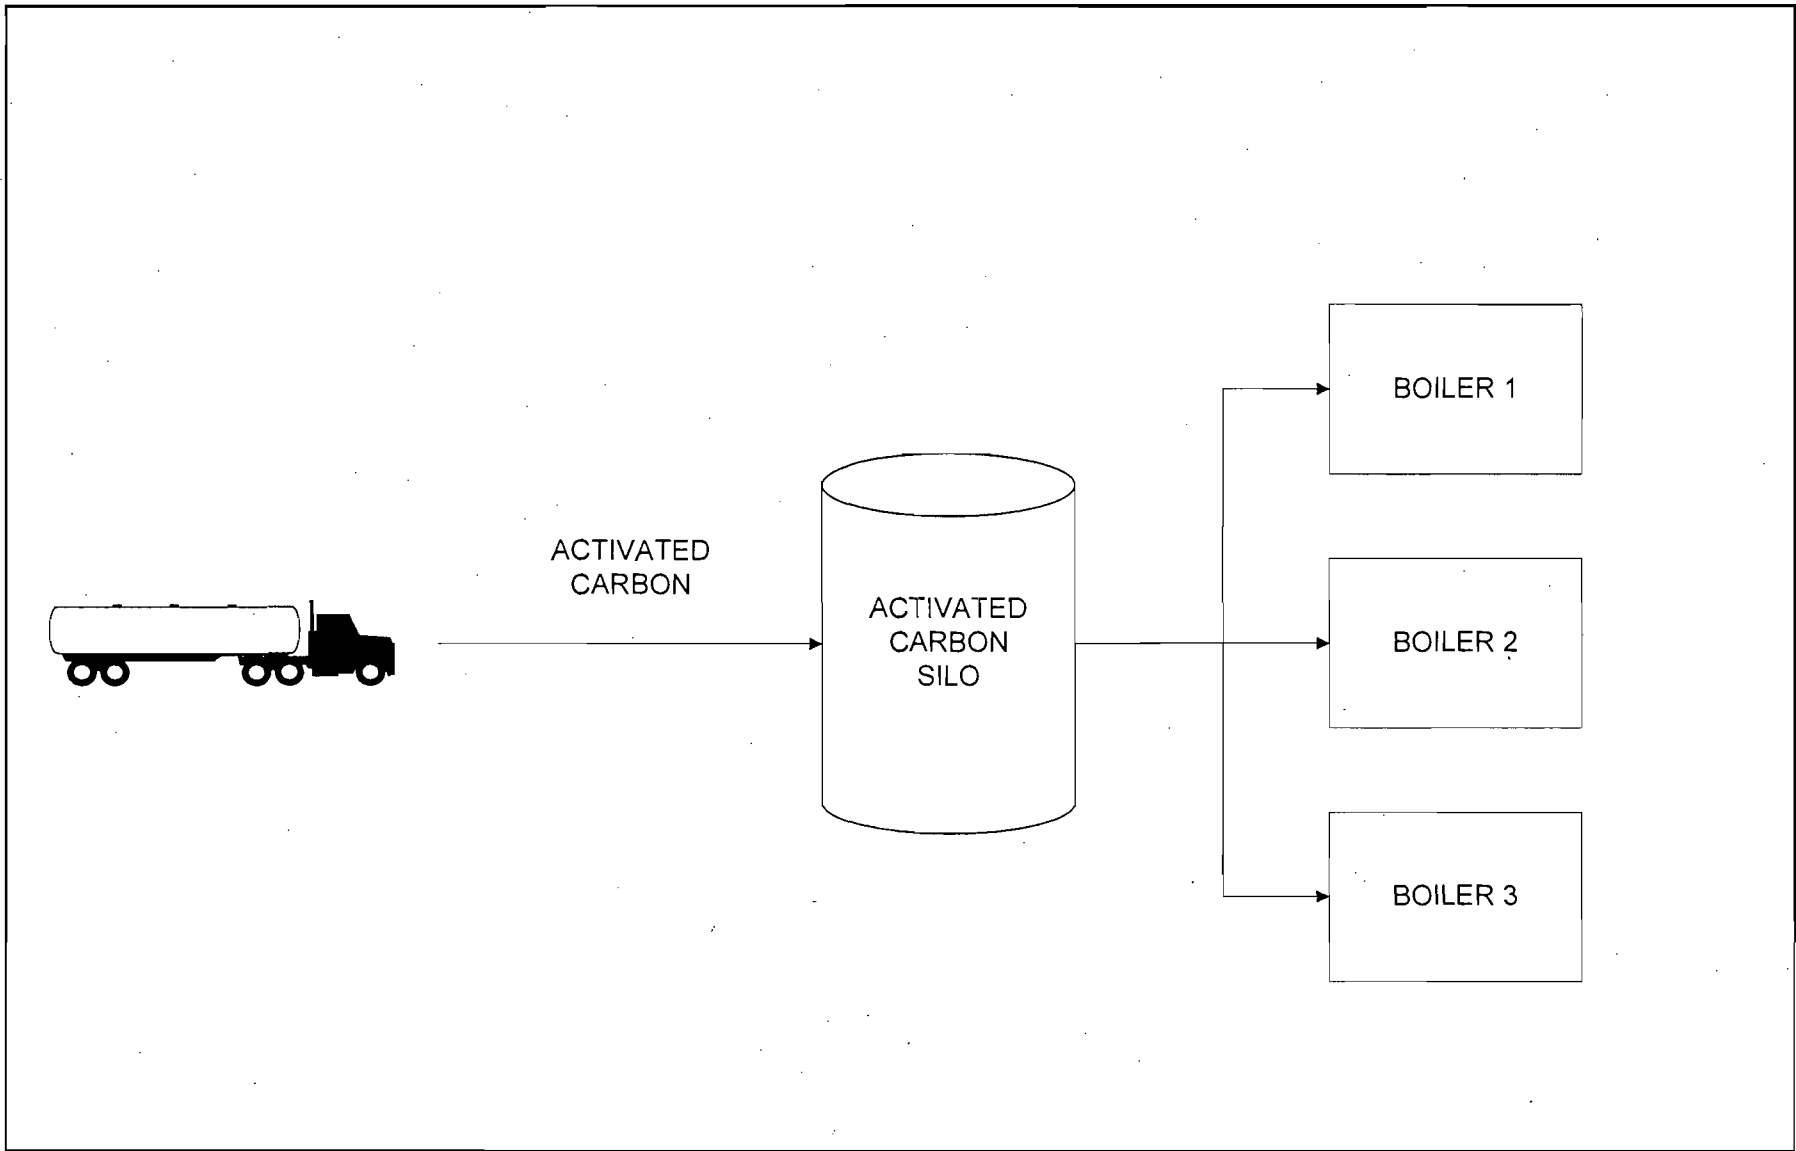 ACTIVATED
CARBON
ACTIVATED
CARBON
SILO
BOILER 1
BOILER 2
BOILER 3